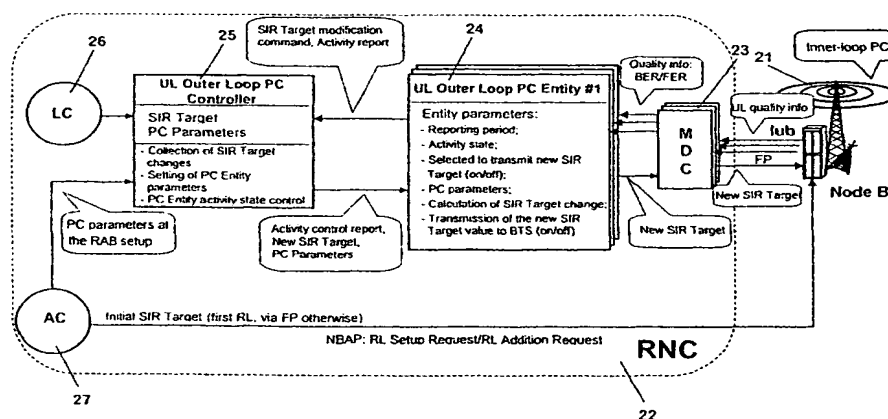 26
25
SIR Target modification
command, Activity report
24
23
21
Inner-loop PC
LC
UL Outer Loop PC
Controller
SIR Target
PC Parameters
- Collection of SIR Target
changes
- Setting of PC Entity
parameters
- PC Entity activity state control
UL Outer Loop PC Entity #1
Entity parameters:
- Reporting period;
- Activity state;
- Selected to transmit new SIR
Target (on/off);
- PC parameters;
- Calculation of SIR Target change;
- Transmission of the new SIR
Target value to BTS (on/off)
Quality info:
BER/FER
M
D
C
UL quality info
Iub
FP
Node B
New SIR
Target
New SIR Target
PC parameters at
the RAB setup
Activity control report,
New SIR Target,
PC Parameters
AC
Initial SIR Target (first RL, via FP otherwise)
NBAP: RL Setup Request/RL Addition Request
RNC
27
22